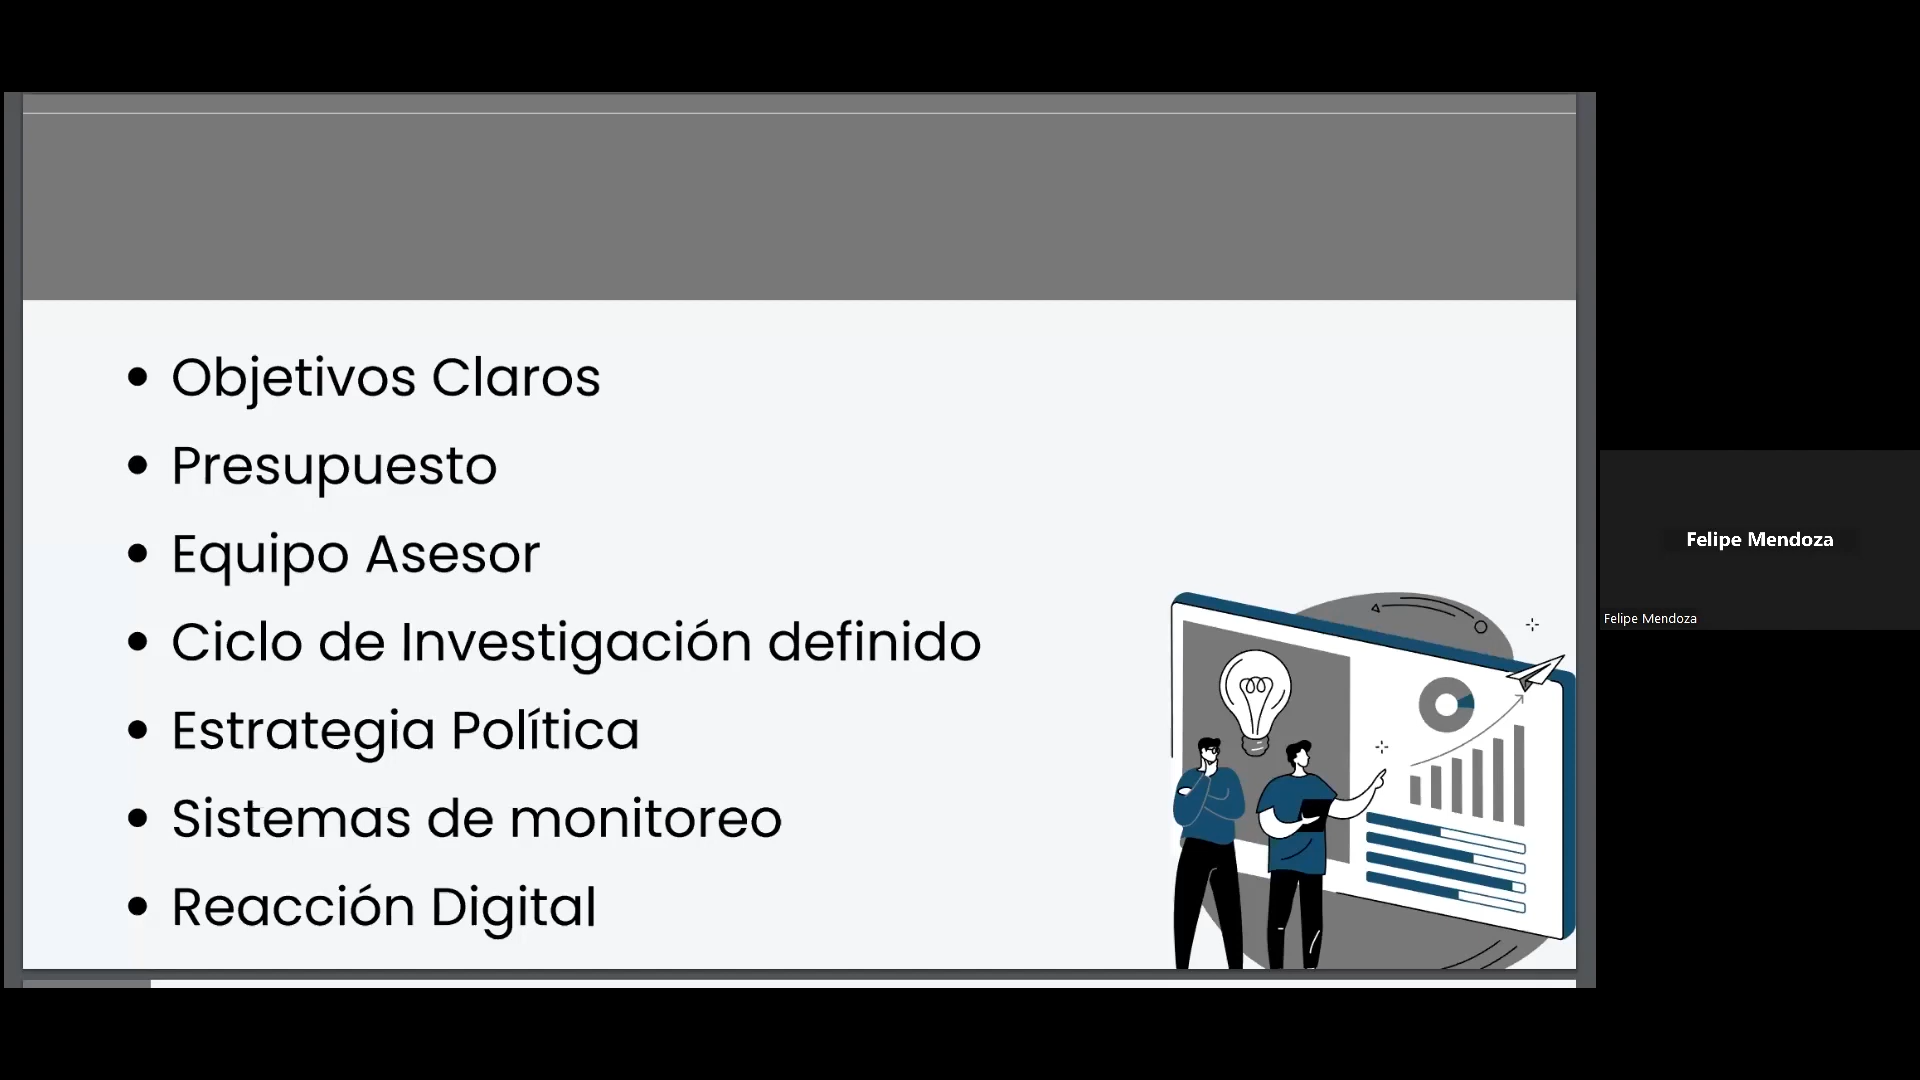 Objetivos Claros
Presupuesto
Equipo Asesor
Ciclo de Investigación definido
Estrategia Política
Sistemas de monitoreo
Reacción Digital
Felipe Mendoza
Felipe Mendoza